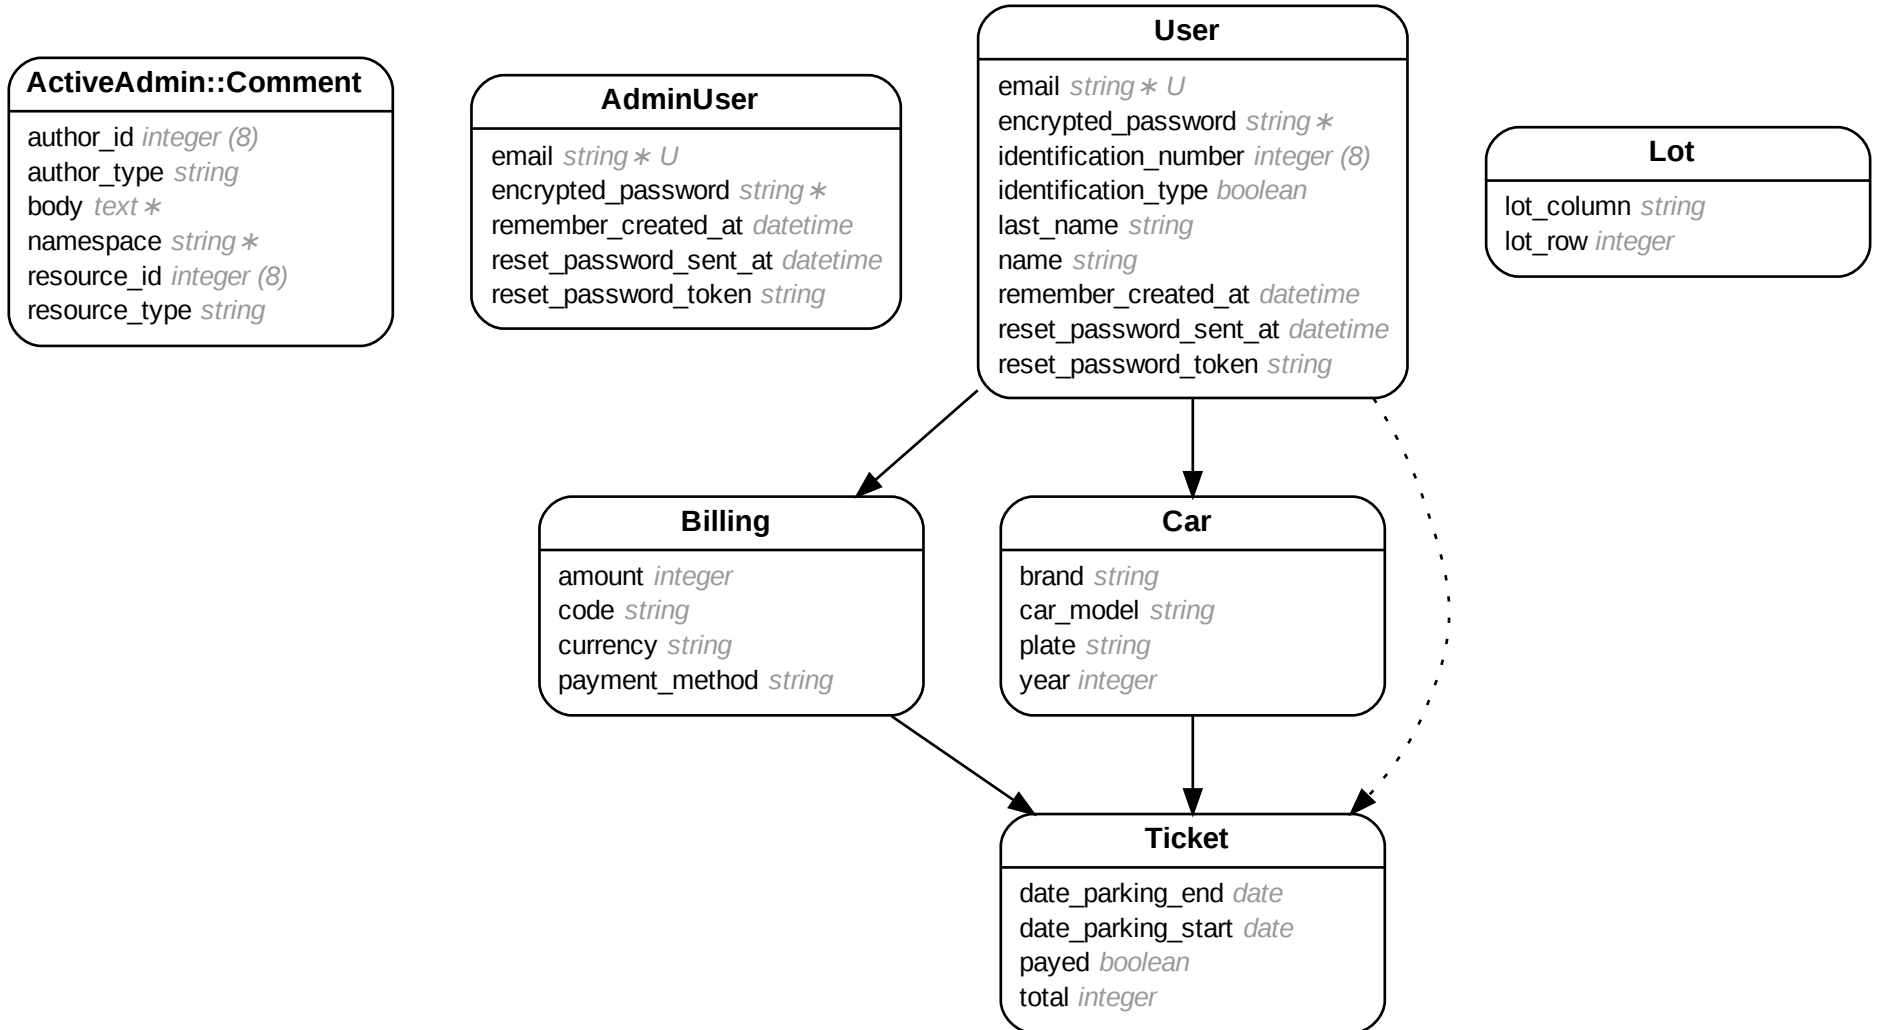 ActiveAdmin::Comment
author_id integer (8)
author_type string
body text ∗
namespace string ∗
resource_id integer (8)
resource_type string
AdminUser
email string ∗ U
encrypted_password string ∗
remember_created_at datetime
reset_password_sent_at datetime
reset_password_token string
User
email string ∗ U
encrypted_password string ∗
identification_number integer (8)
identification_type boolean
last_name string
name string
remember_created_at datetime
reset_password_sent_at datetime
reset_password_token string
Lot
lot_column string
lot_row integer
Billing
amount integer
code string
currency string
payment_method string
Car
brand string
car_model string
plate string
year integer
Ticket
date_parking_end date
date_parking_start date
payed boolean
total integer